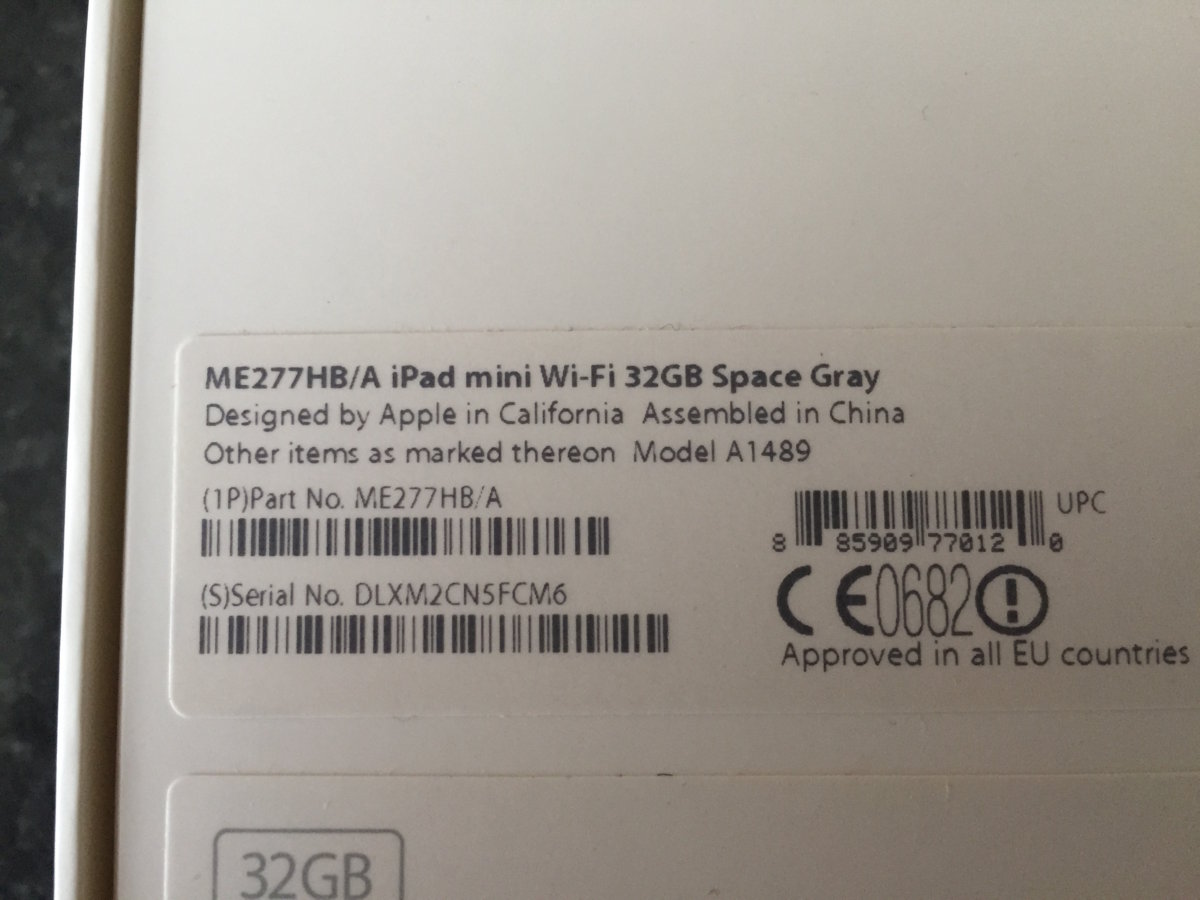 ME277HB/A iPad mini Wi-Fi 32GB Space Gray
Designed by Apple in California Assembled in China
Other items as marked thereon Model A1489
(1P)Part No. ME277HB/A
(S)Serial No. DLXM2CN5FCM6
UPC
8 85909 77012 0
CE0682
Approved in all EU countries
32GB